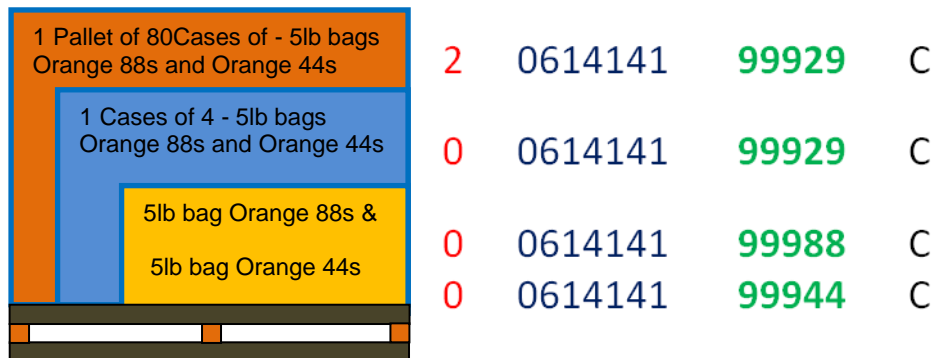 1 Pallet of 80Cases of - 5lb bags
Orange 88s and Orange 44s
2 0614141 99929 C
1 Cases of 4 - 5lb bags
Orange 88s and Orange 44s
0 0614141 99929 C
5lb bag Orange 88s &
0 0614141 99988 C
5lb bag Orange 44s
0 0614141 99944 C